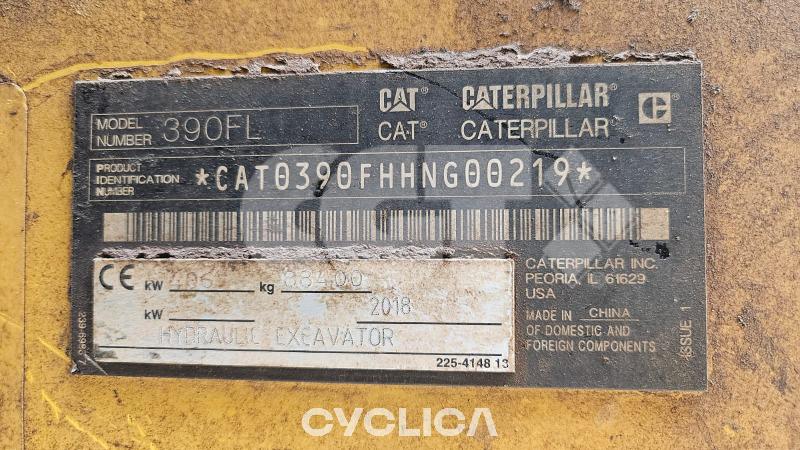 CAT CATERPILLAR
CAT® CATERPILLAR®
MODEL NUMBER 390FL
PRODUCT IDENTIFICATION NUMBER *CAT0390FHHNG00219*
CATERPILLAR INC.
PEORIA, IL 61629
USA
MADE IN CHINA
OF DOMESTIC AND
FOREIGN COMPONENTS
ISSUE 1
CE kW kg 88400
kW 2018
HYDRAULIC EXEAVATOR
225-4148 13
CYCLICA